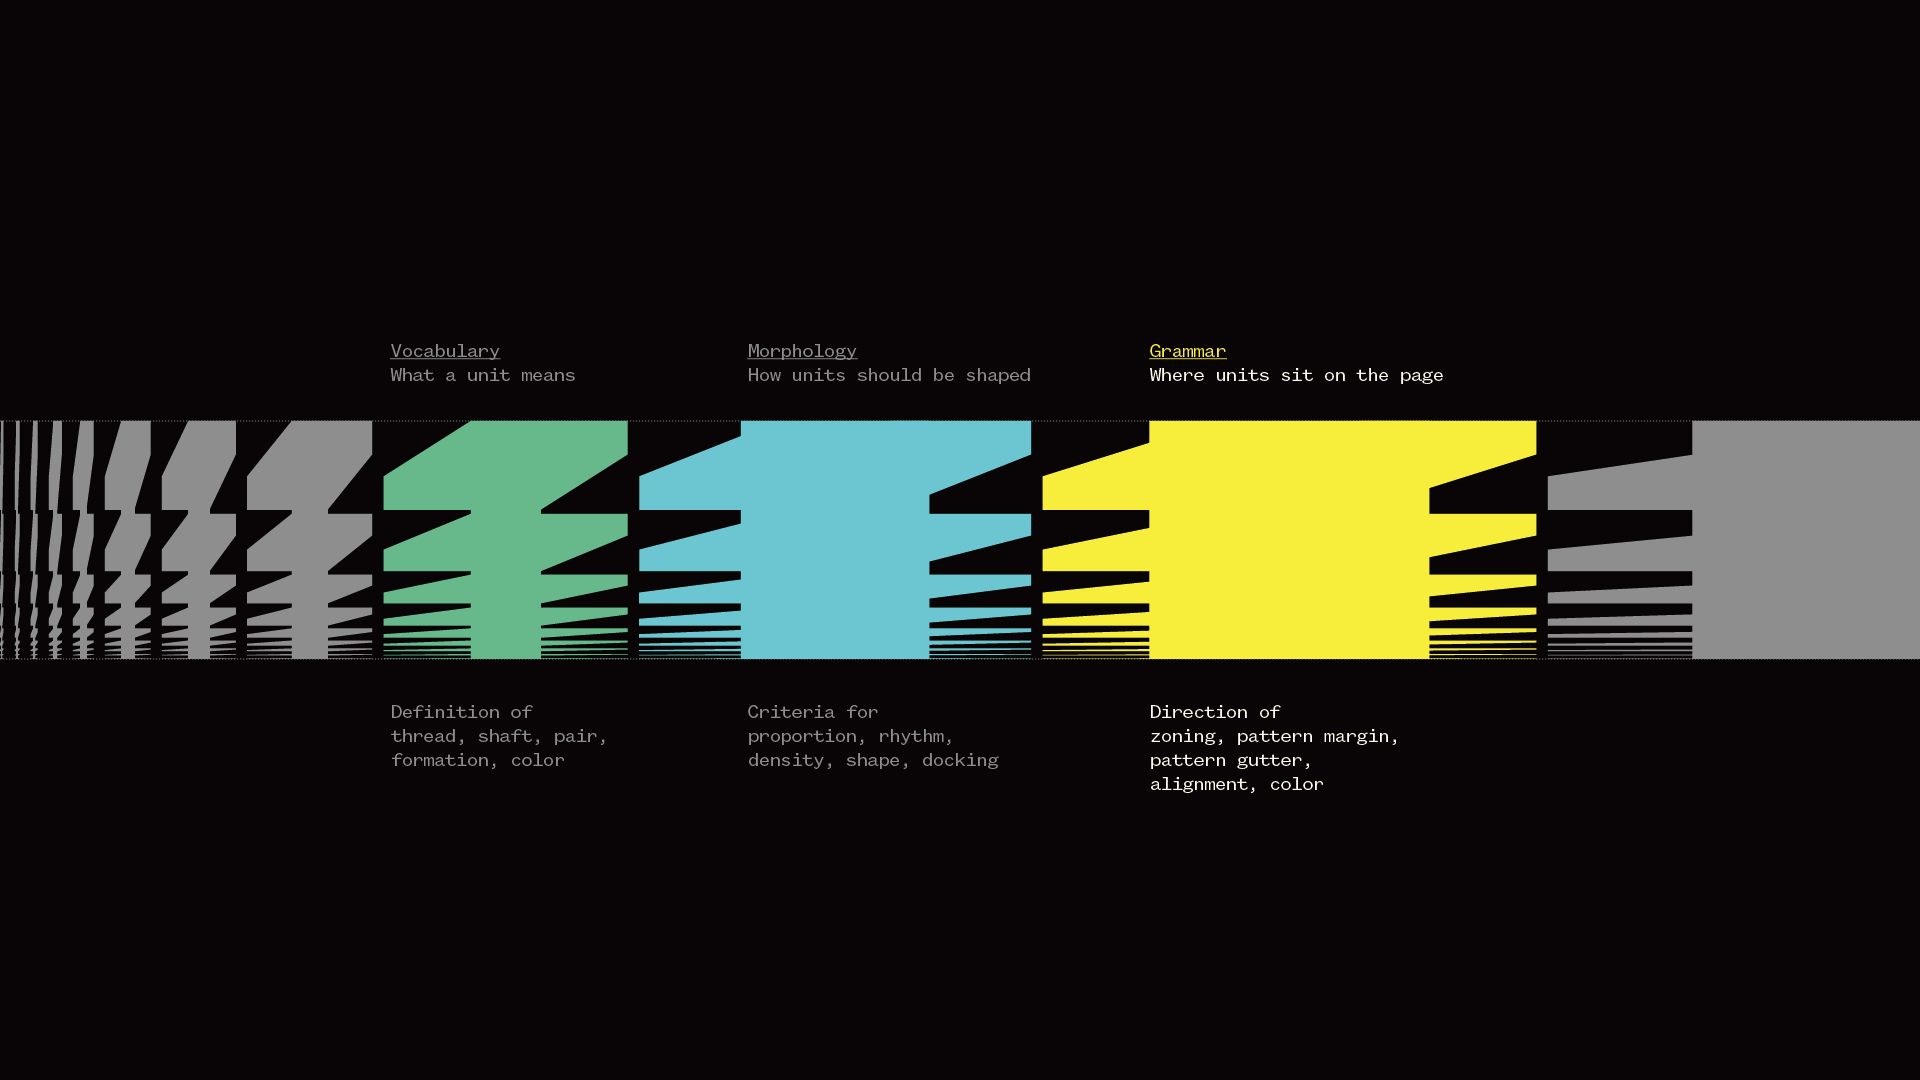 Vocabulary
What a unit means
Morphology
How units should be shaped
Grammar
Where units sit on the page
Definition of
thread, shaft, pair,
formation, color
Criteria for
proportion, rhythm,
density, shape, docking
Direction of
zoning, pattern margin,
pattern gutter,
alignment, color